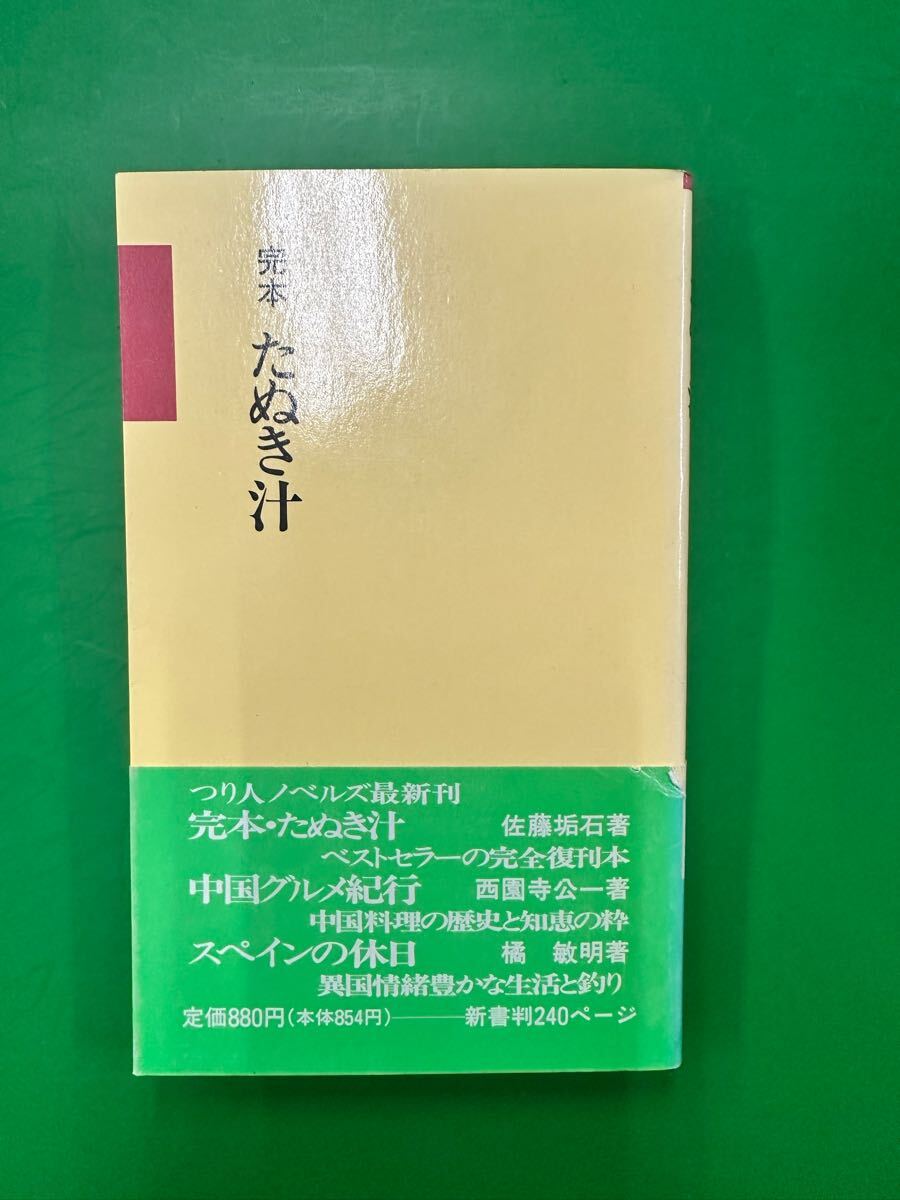 完本 たぬき汁
つり人ノベルズ最新刊
完本・たぬき汁 佐藤垢石著
ベストセラーの完全復刊本
中国グルメ紀行 西園寺公一著
中国料理の歴史と知恵の粋
スペインの休日 橘 敏明著
異国情緒豊かな生活と釣り
定価880円(本体854円)――新書判240ページ